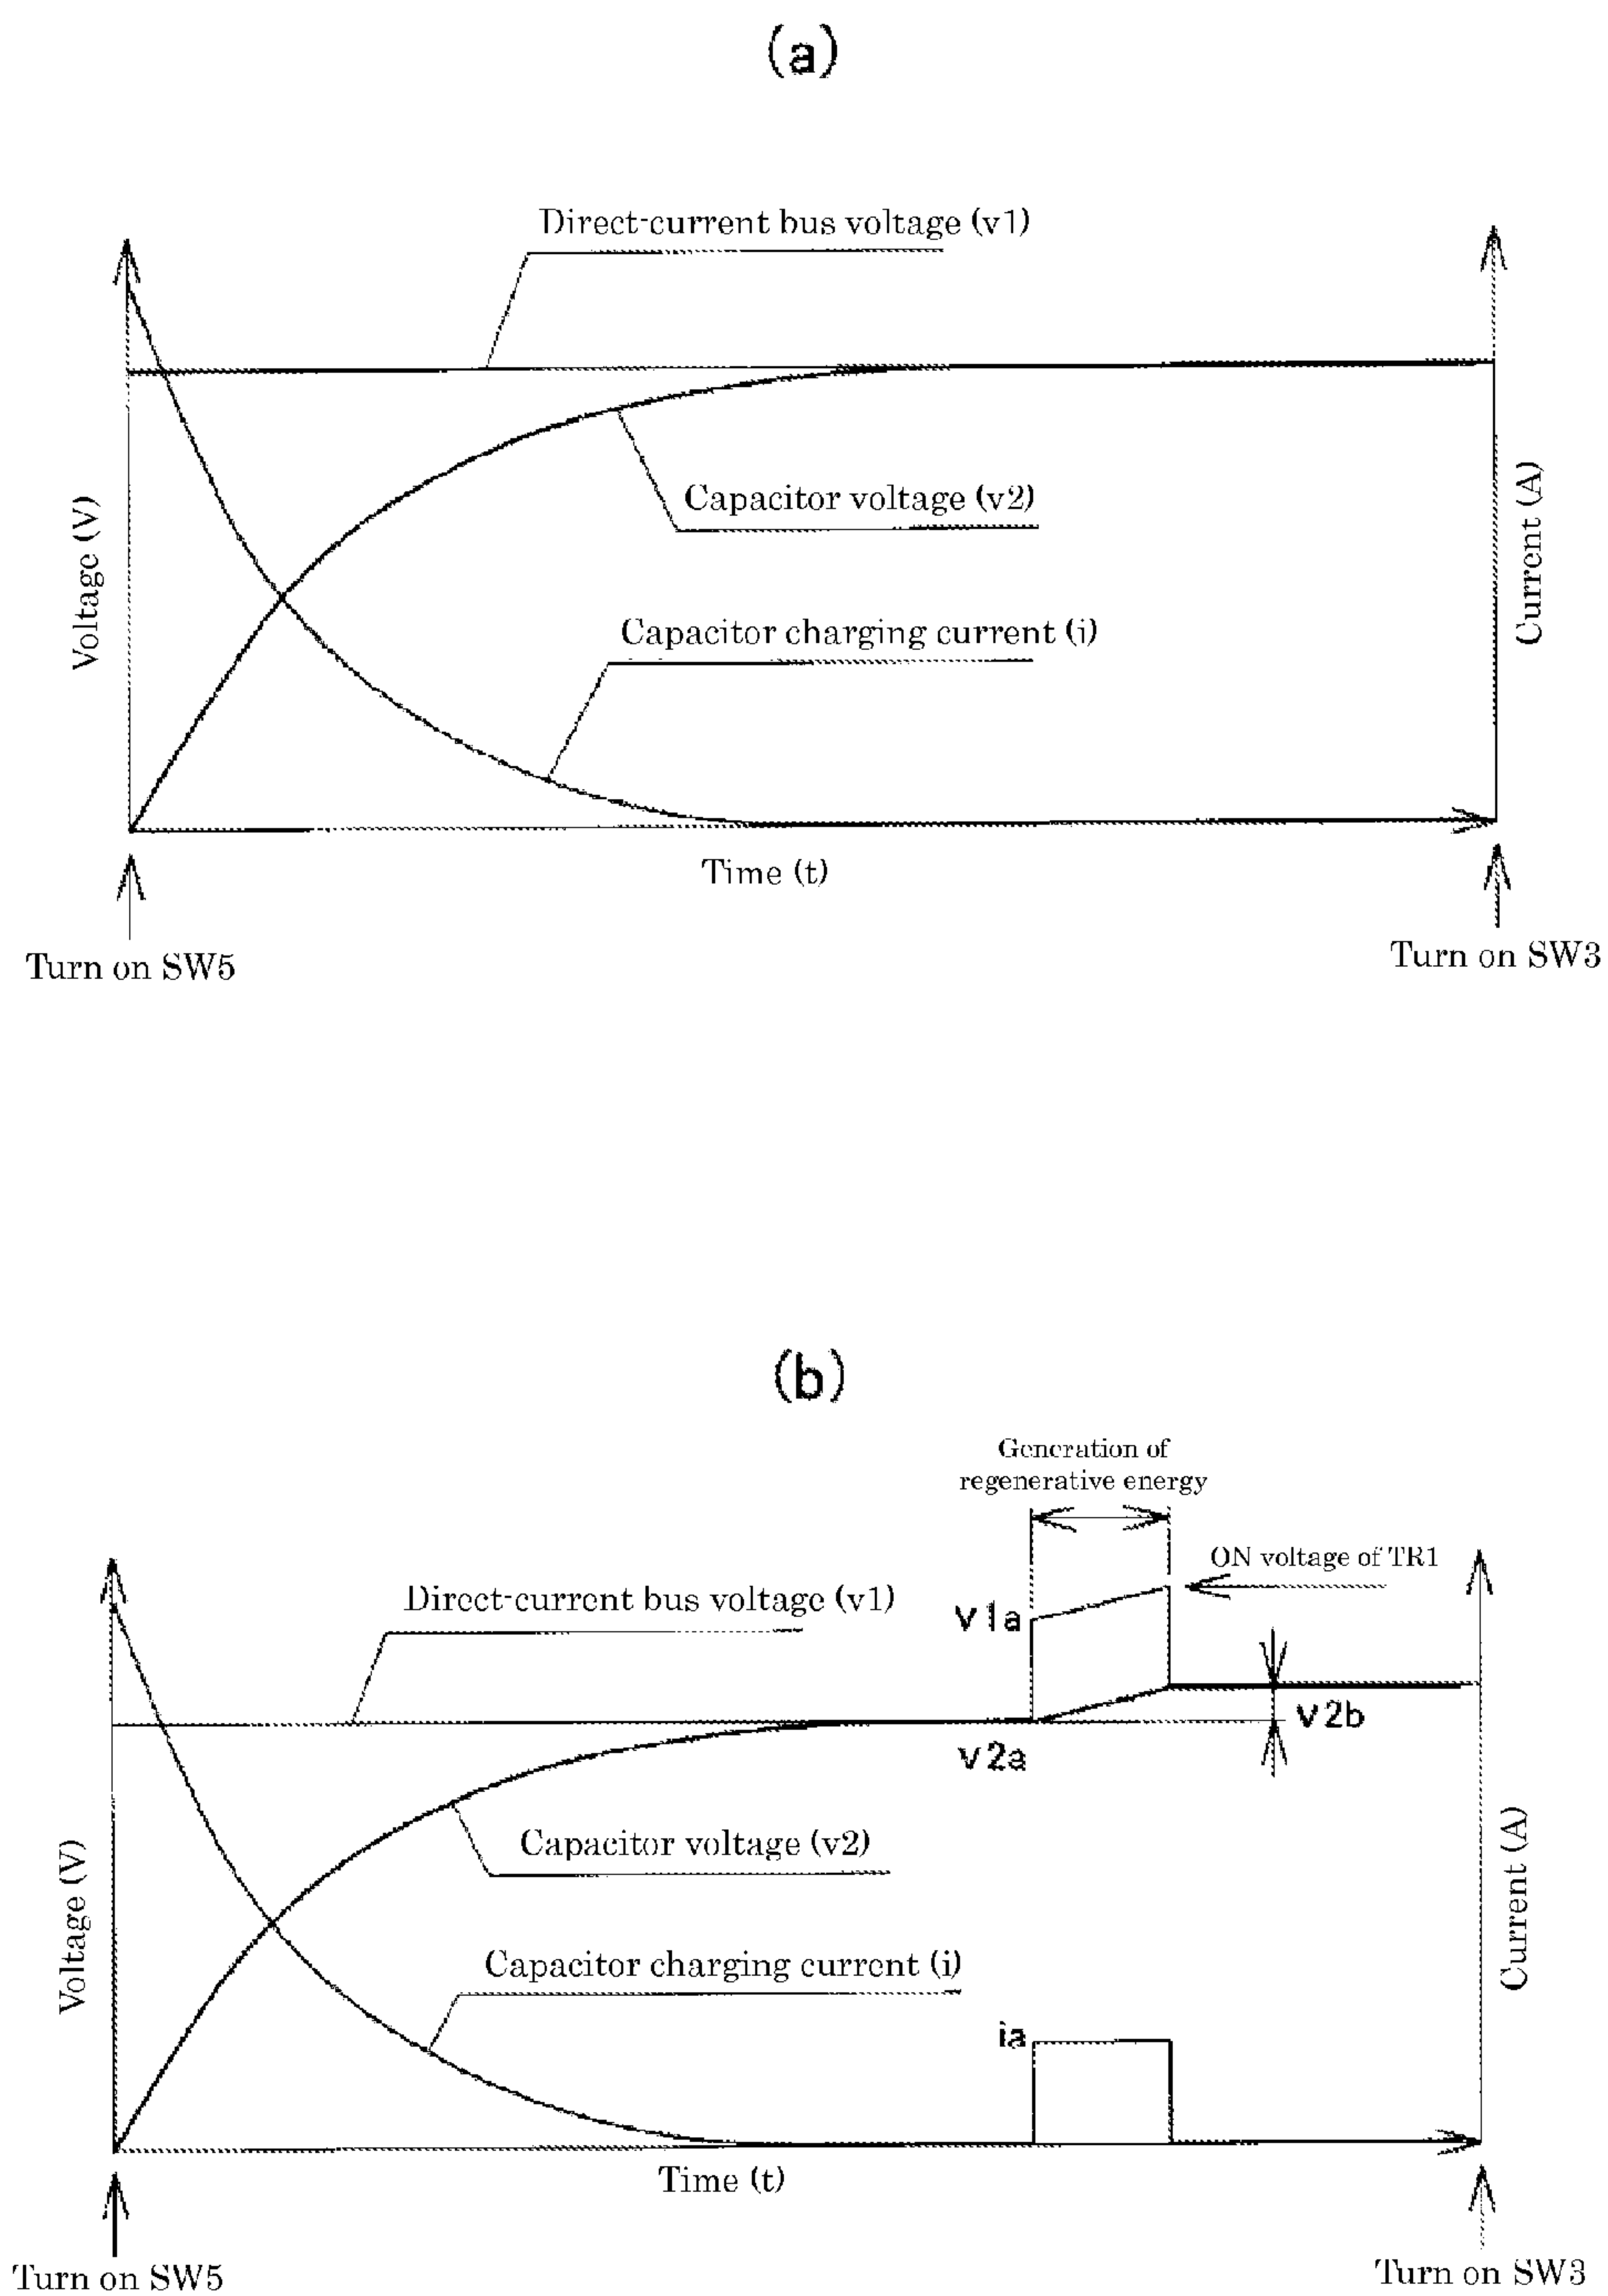 (a)
Direct-current bus voltage (v1)
Capacitor voltage (v2)
Capacitor charging current (i)
Voltage (V)
Current (A)
Time (t)
Turn on SW5
Turn on SW3
(b)
Generation of
regenerative energy
ON voltage of TR1
Direct-current bus voltage (v1)
v1a
v2b
v2a
Capacitor voltage (v2)
Capacitor charging current (i)
Voltage (V)
Current (A)
ia
Time (t)
Turn on SW5
Turn on SW3